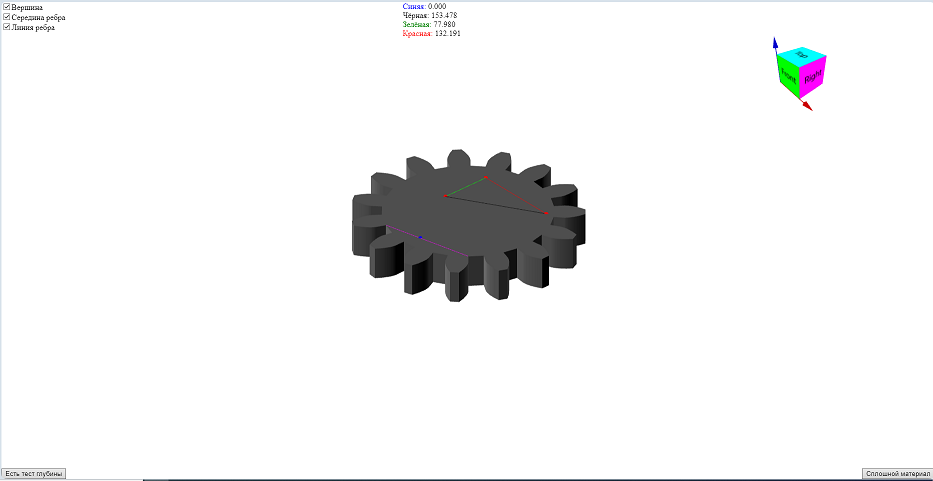 Вершина
Середина ребра
Линия ребра
Синяя: 0.000
Чёрная: 153.478
Зелёная: 77.980
Красная: 132.191
Top
Front
Right
Есть тест глубины
Сплошной материал